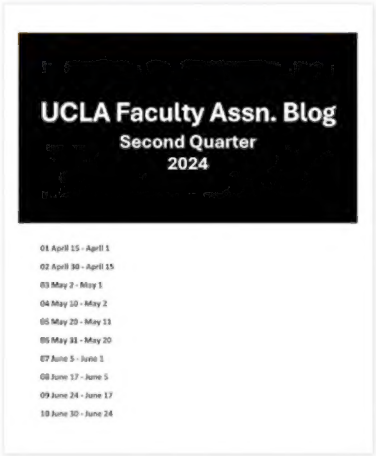 UCLA Faculty Assn. Blog
Second Quarter
2024
01 April 15 - April 1
02 April 30 - April 15
03 May 2 - May 1
04 May 10 - May 2
05 May 20 - May 11
06 May 31 - May 20
07 June 5 - June 1
08 June 17 - June 5
09 June 24 - June 17
10 June 30 - June 24